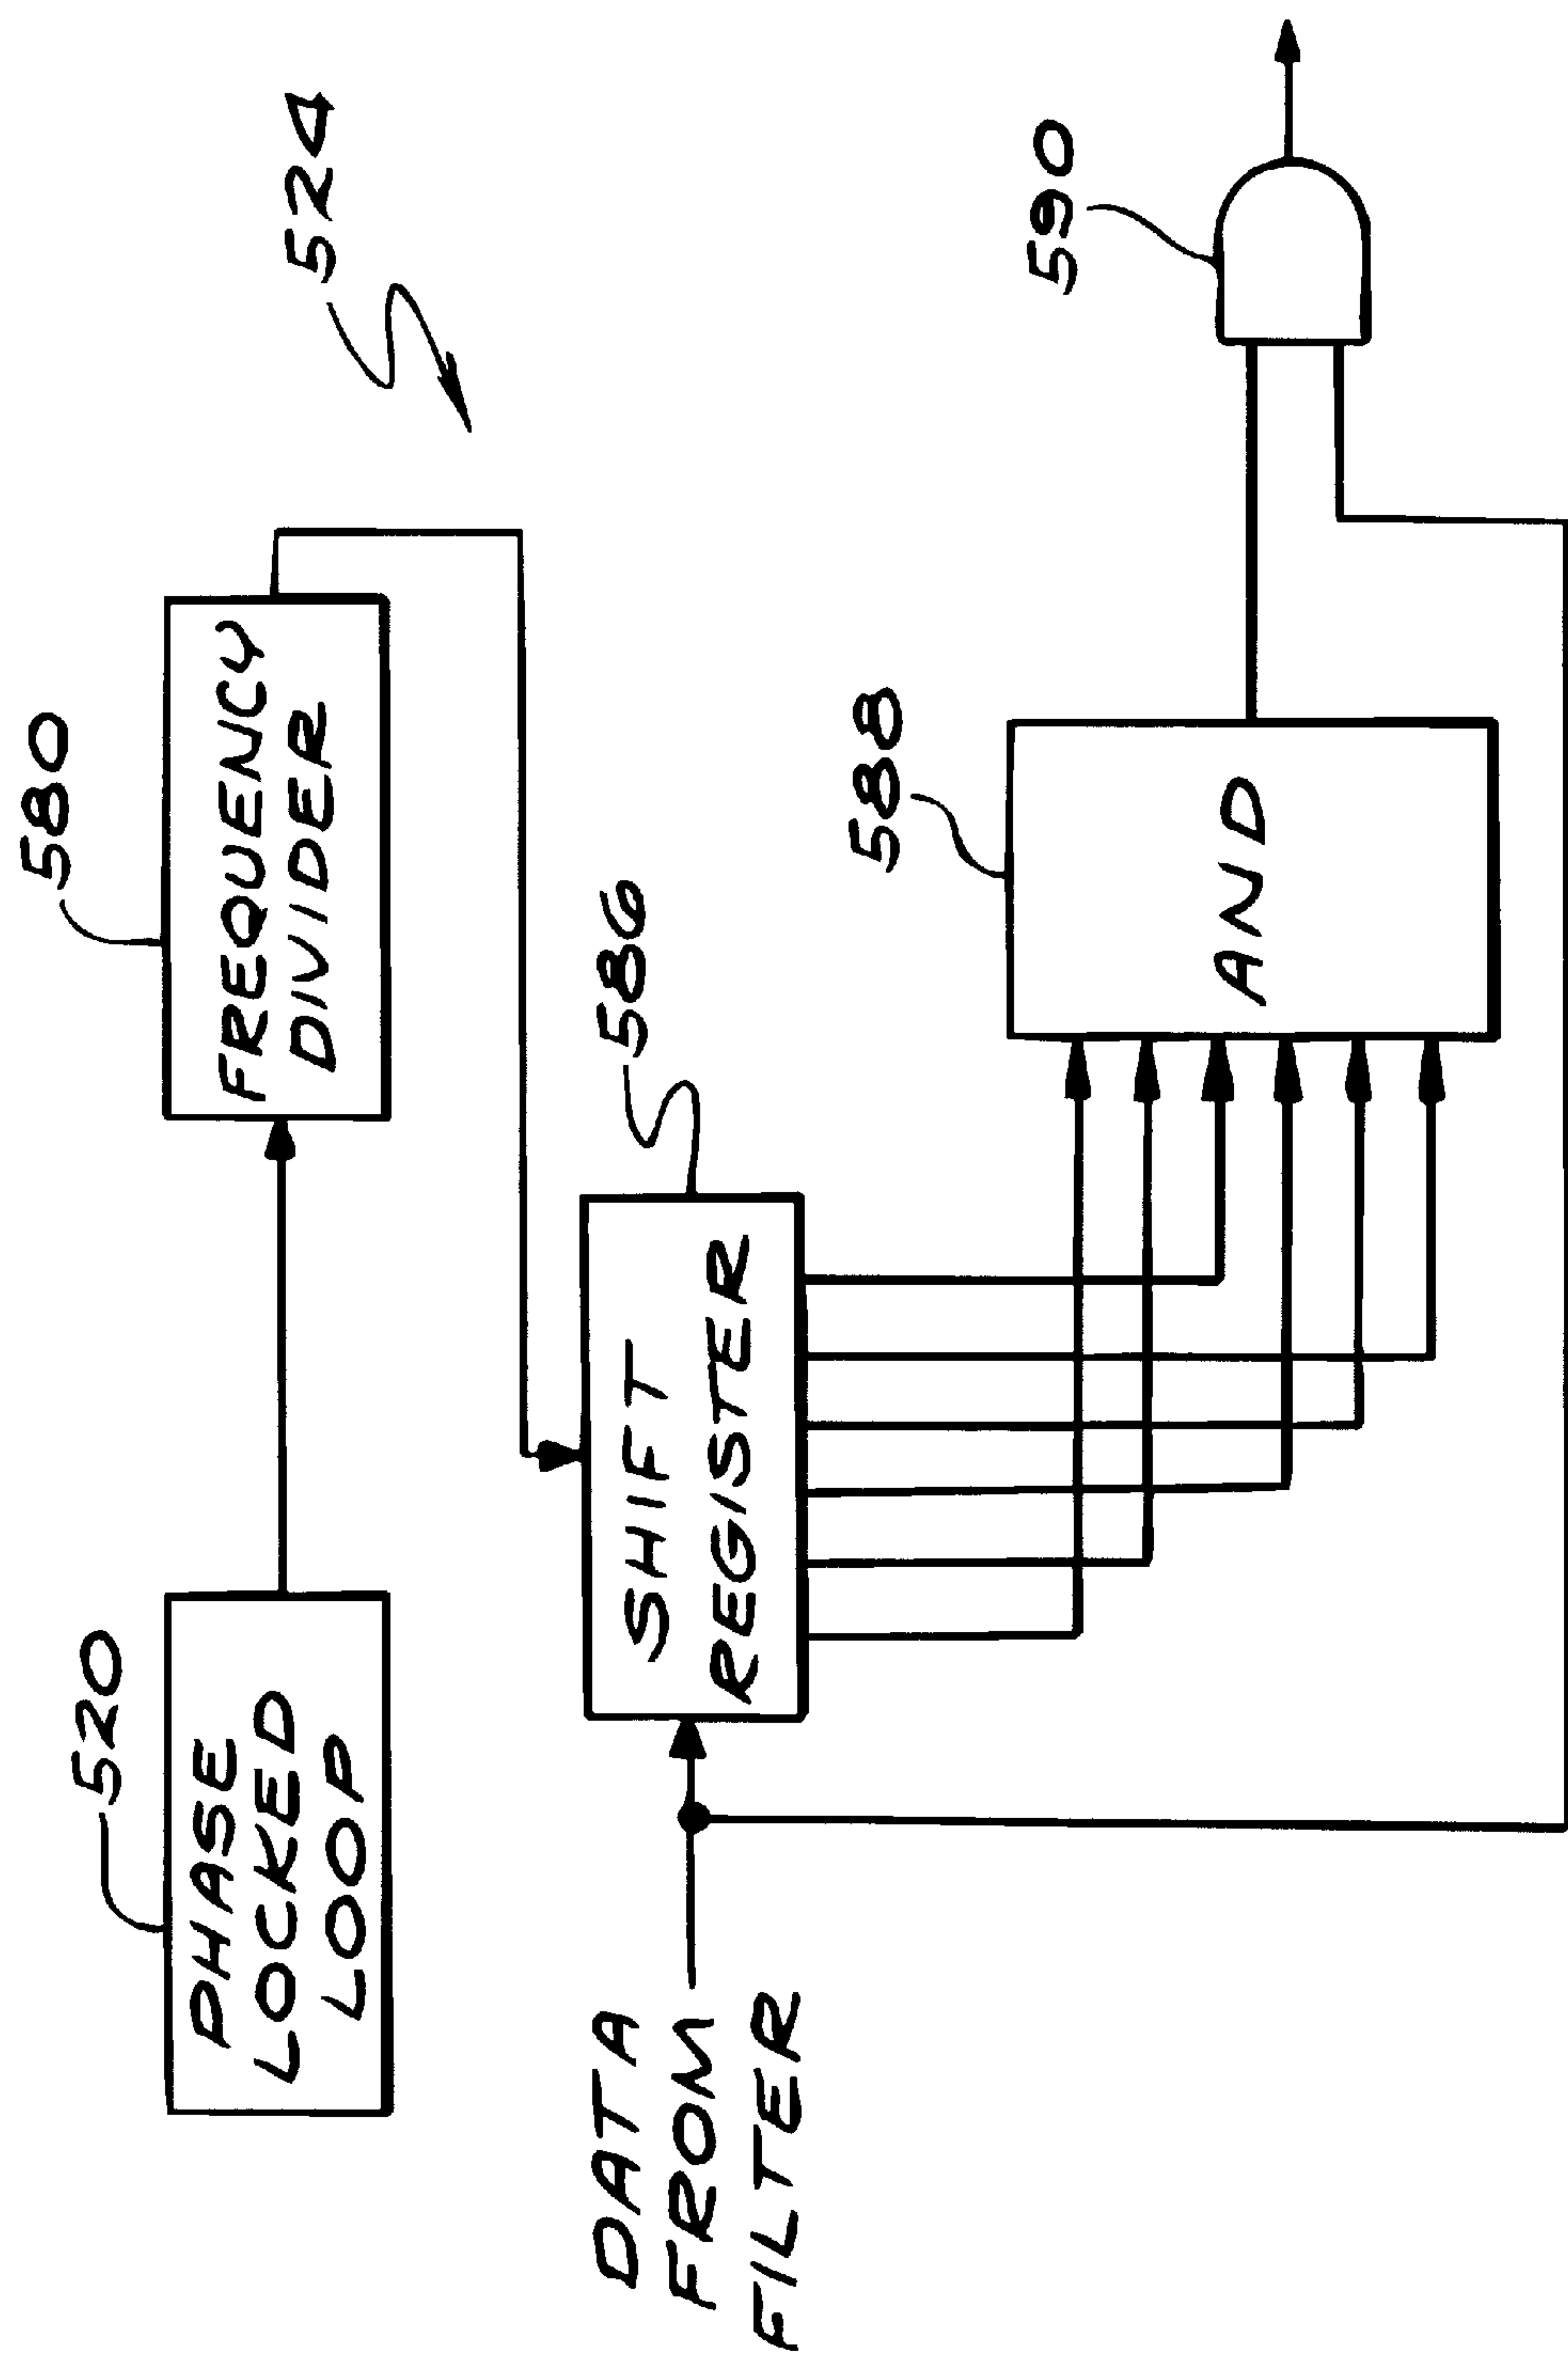 520
PHASE
LOCKED
LOOP
580
FREQUENCY
DIVIDER
524
DATA
FROM
FILTER
SHIFT
REGISTER
586
588
AND
590